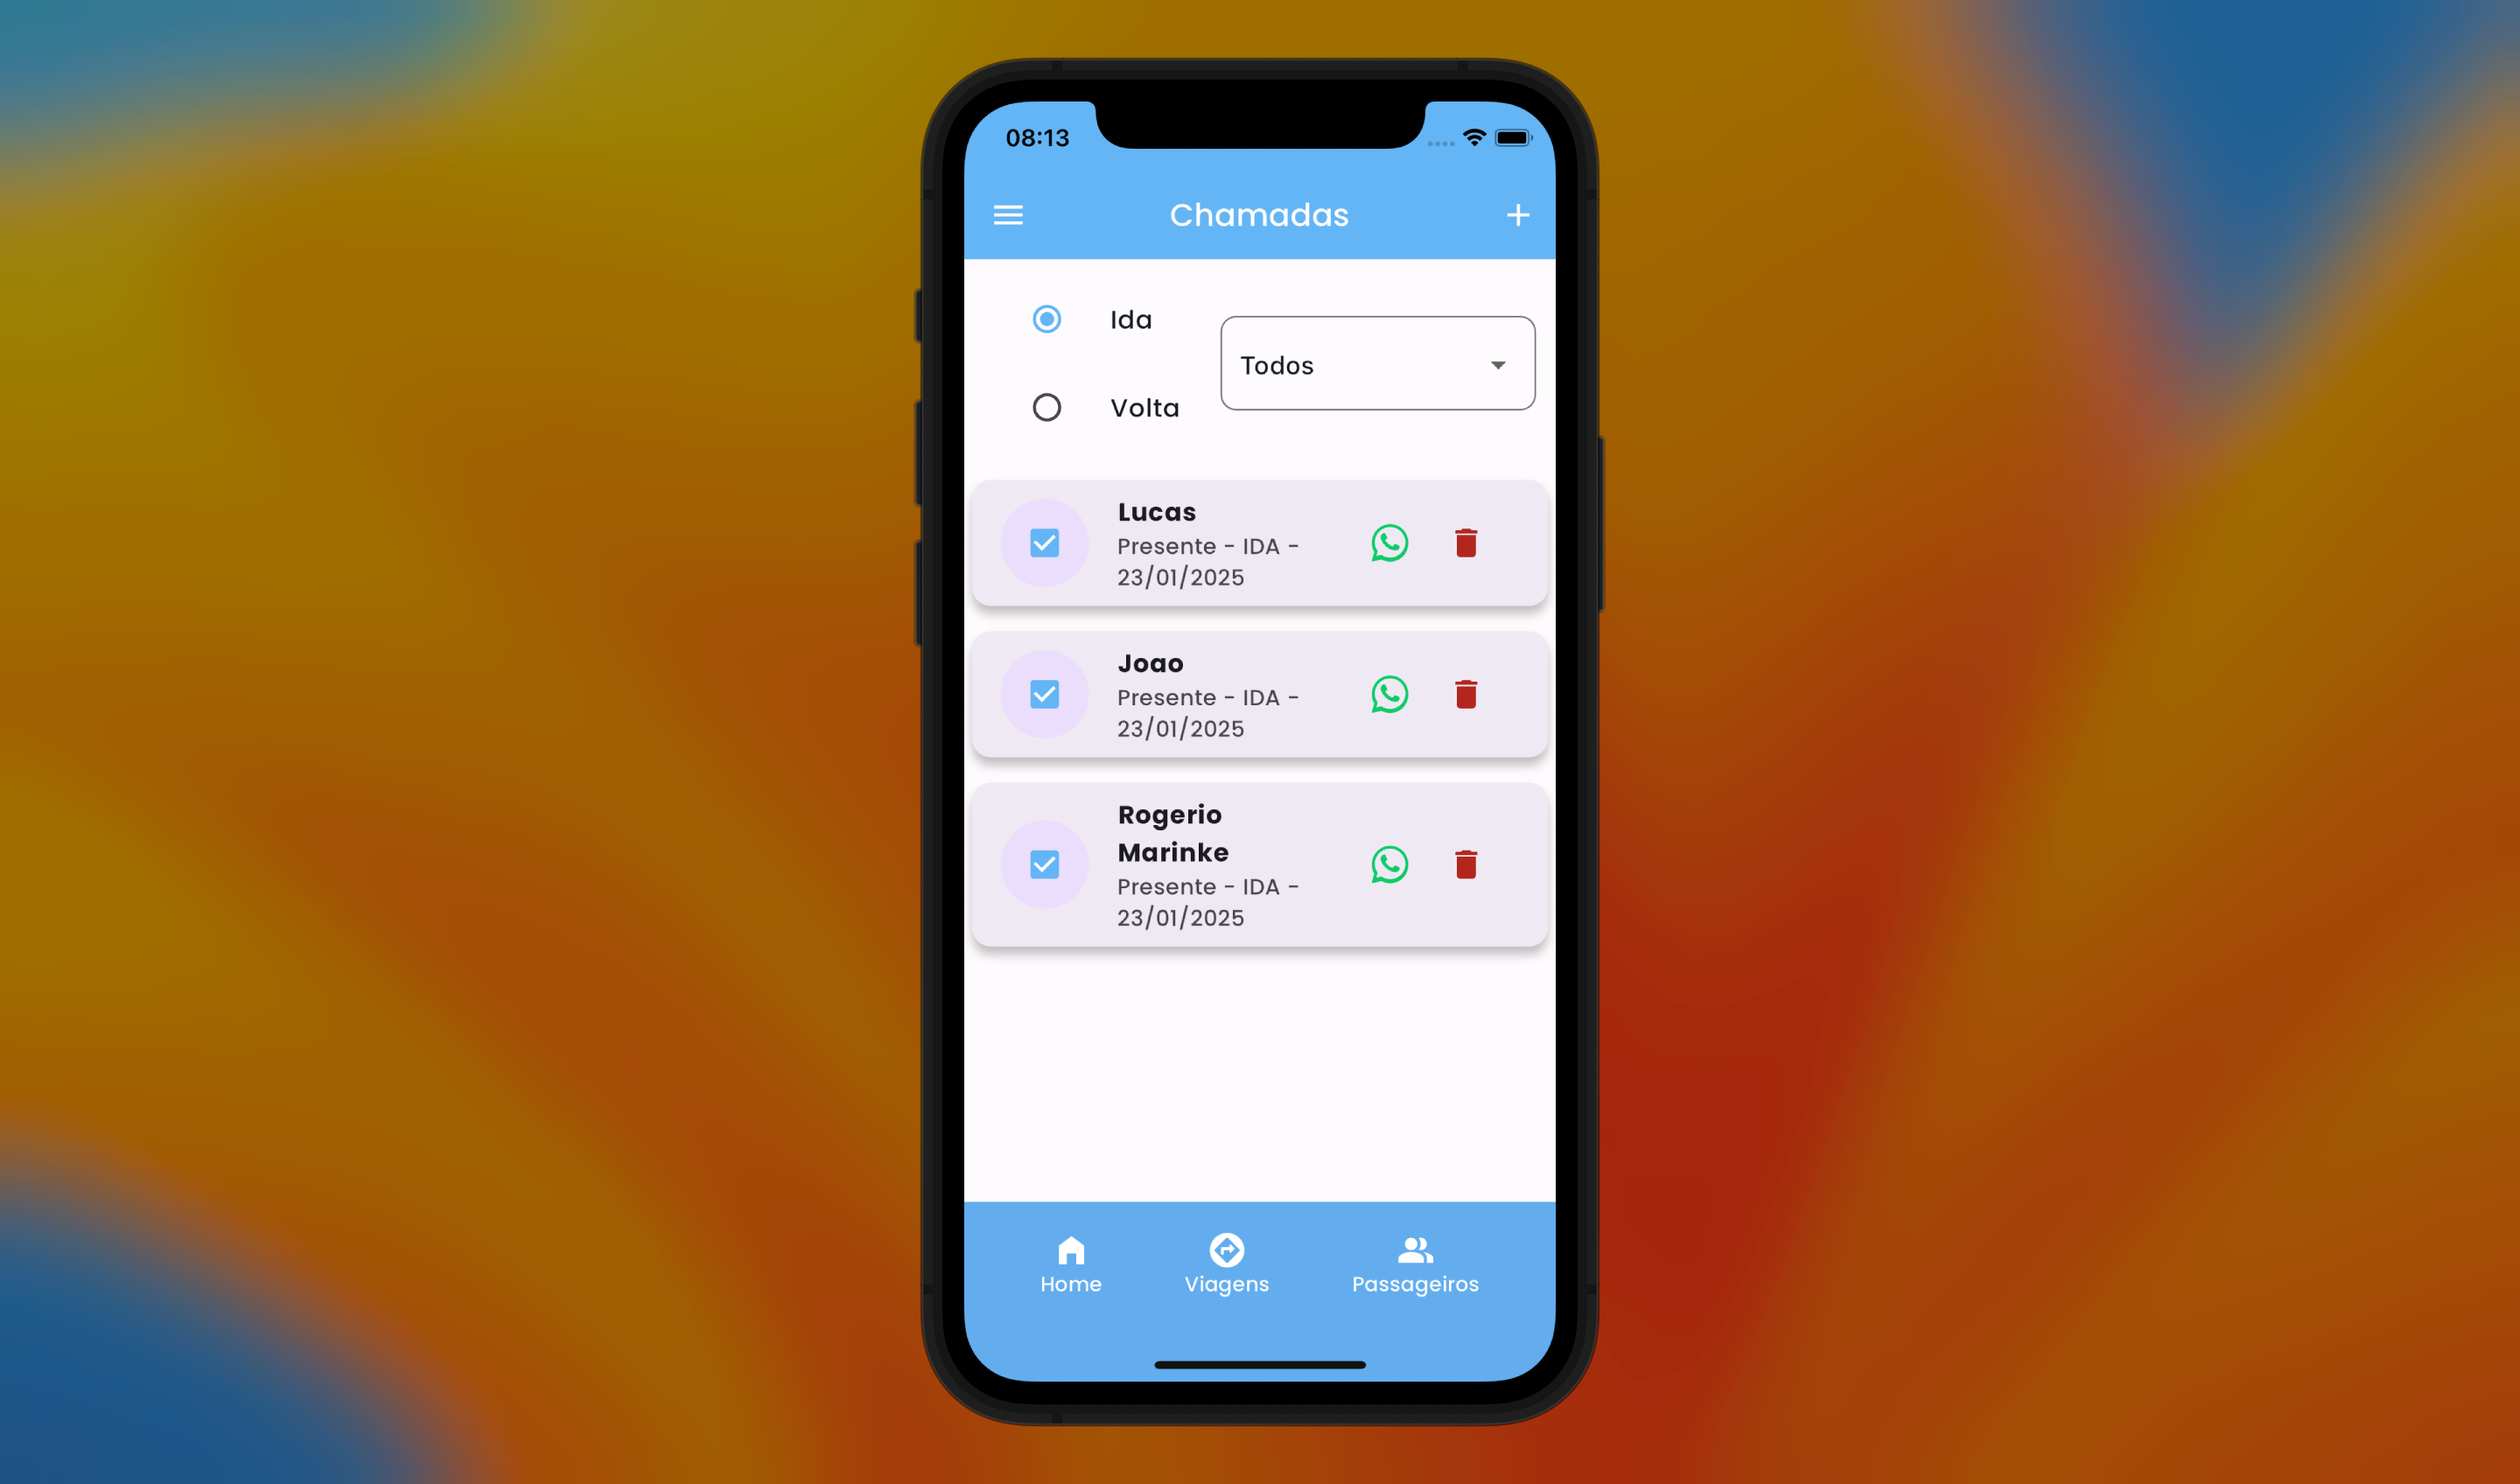 08:13
Chamadas
Ida
Todos
Volta
Lucas
Presente - IDA -
23/01/2025
Joao
Presente - IDA -
23/01/2025
Rogerio
Marinke
Presente - IDA -
23/01/2025
Home
Viagens
Passageiros